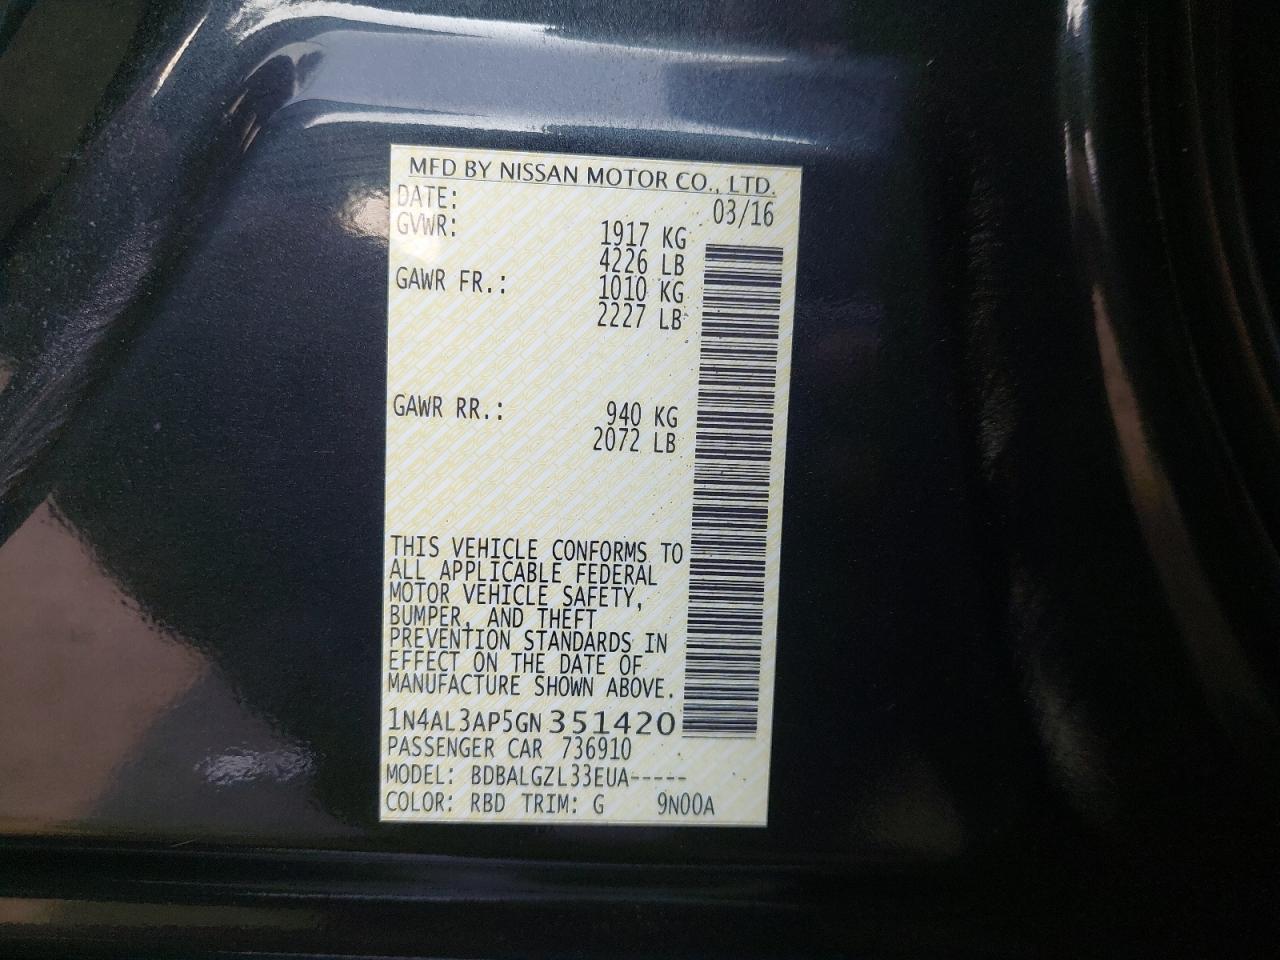 MFD BY NISSAN MOTOR CO., LTD.
DATE: 03/16
GVWR: 1917 KG
4226 LB
GAWR FR.: 1010 KG
2227 LB
GAWR RR.: 940 KG
2072 LB
THIS VEHICLE CONFORMS TO
ALL APPLICABLE FEDERAL
MOTOR VEHICLE SAFETY,
BUMPER, AND THEFT
PREVENTION STANDARDS IN
EFFECT ON THE DATE OF
MANUFACTURE SHOWN ABOVE.
1N4AL3AP5GN351420
PASSENGER CAR 736910
MODEL: BDBALGZL33EUA-----
COLOR: RBD TRIM: G 9N00A